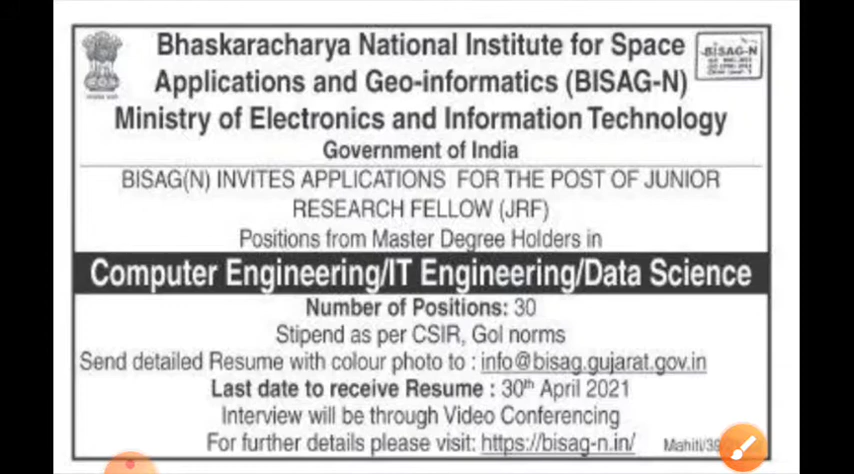 Bhaskaracharya National Institute for Space
BISAG-N
Applications and Geo-informatics (BISAG-N)
Ministry of Electronics and Information Technology
Government of India
BISAG(N) INVITES APPLICATIONS FOR THE POST OF JUNIOR
RESEARCH FELLOW (JRF)
Positions from Master Degree Holders in
Computer Engineering/IT Engineering/Data Science
Number of Positions: 30
Stipend as per CSIR, GoI norms
Send detailed Resume with colour photo to : info@bisag.gujarat.gov.in
Last date to receive Resume : 30th April 2021
Interview will be through Video Conferencing
For further details please visit: https://bisag-n.in/ Mahiti/39